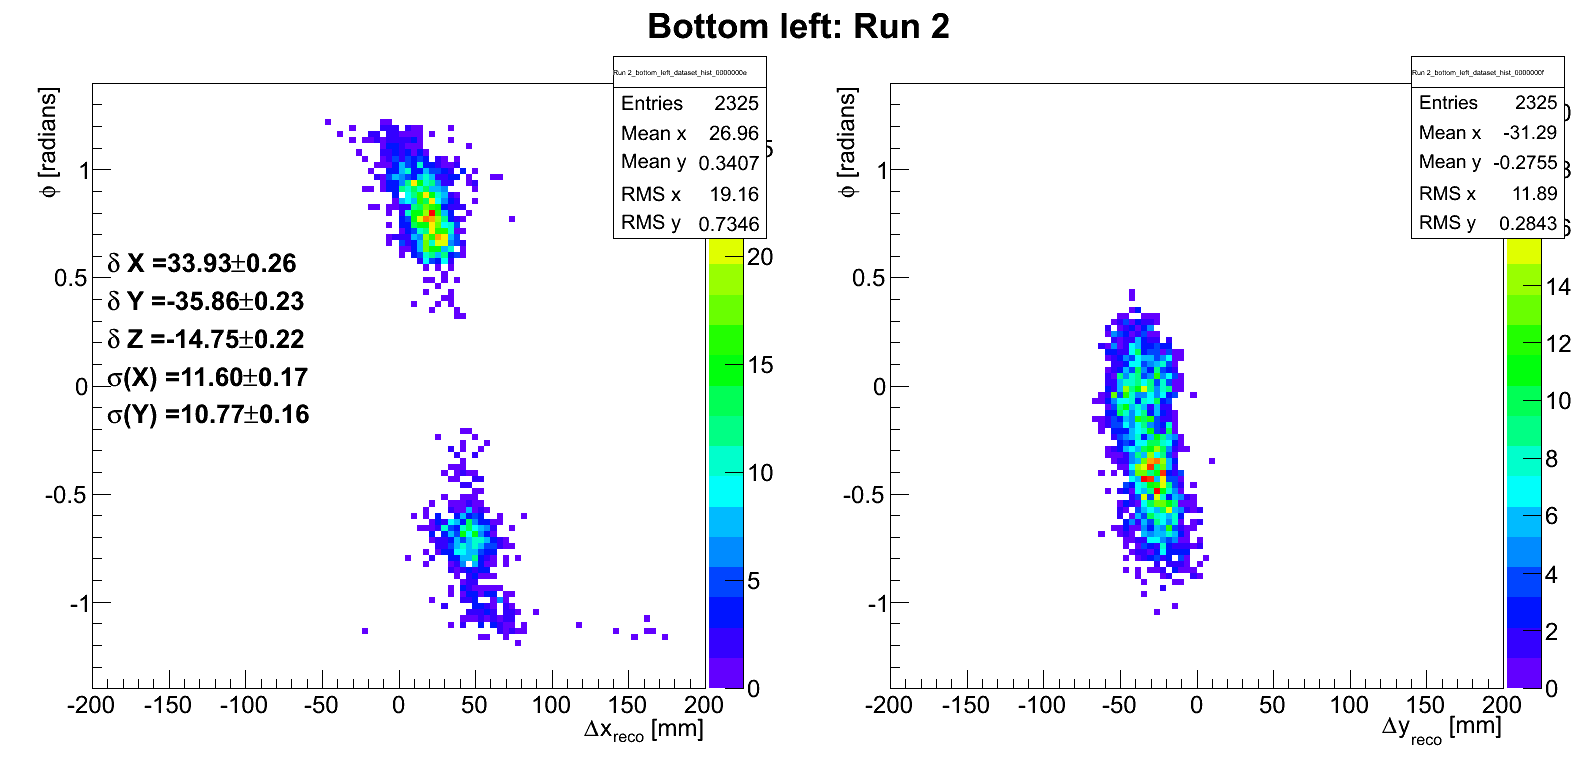 Bottom left: Run 2
Run 2_bottom_left_dataset_hist_0000000e
Entries 2325
Mean x 26.96
Mean y 0.3407
RMS x 19.16
RMS y 0.7346
ϕ [radians]
1
0.5
0
-0.5
-1
δ X =33.93±0.26
δ Y =-35.86±0.23
δ Z =-14.75±0.22
σ(X) =11.60±0.17
σ(Y) =10.77±0.16
5
20
15
10
5
0
-200 -150 -100 -50 0 50 100 150 200
Δxreco [mm]
Run 2_bottom_left_dataset_hist_0000000f
Entries 2325
Mean x -31.29
Mean y -0.2755
RMS x 11.89
RMS y 0.2843
ϕ [radians]
1
0.5
0
-0.5
-1
14
12
10
8
6
4
2
0
-200 -150 -100 -50 0 50 100 150 200
Δyreco [mm]